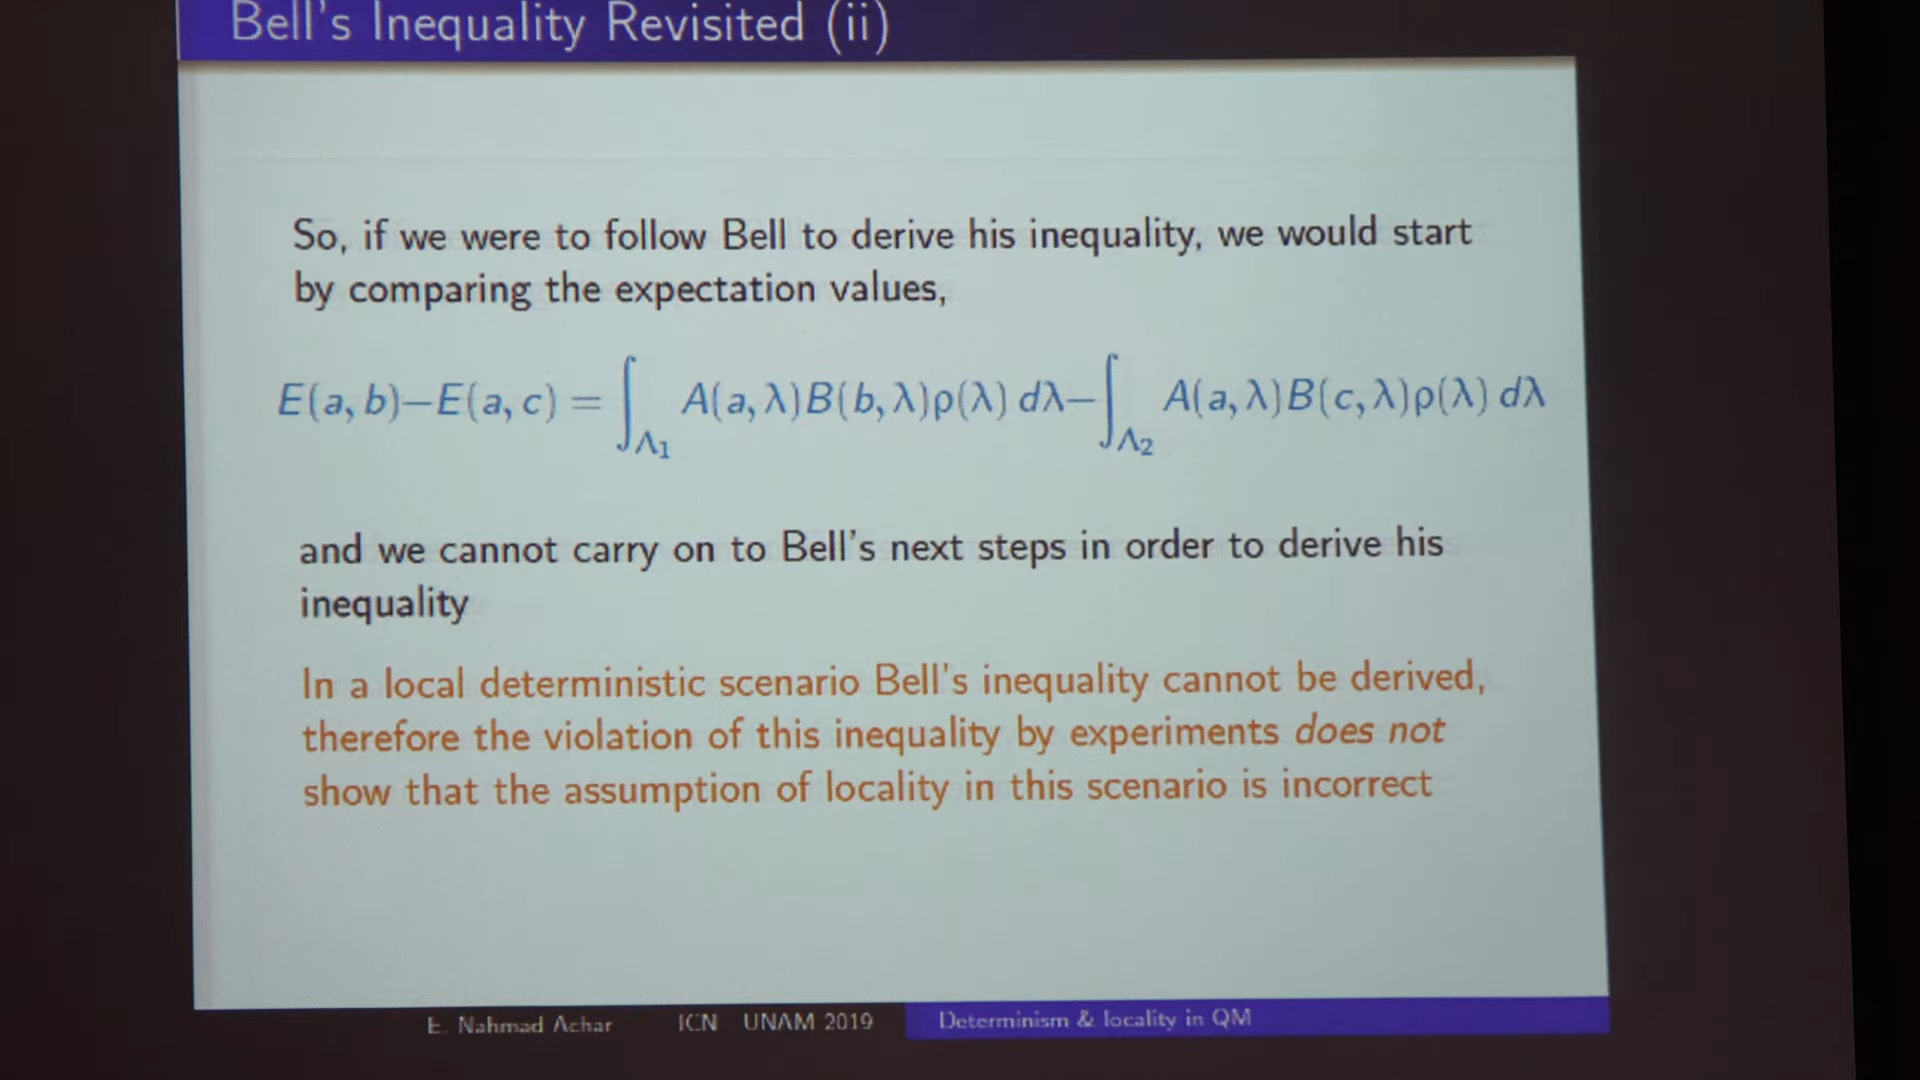 Bell's Inequality Revisited (ii)
So, if we were to follow Bell to derive his inequality, we would start
by comparing the expectation values,
E(a, b)−E(a, c) = ∫_Λ₁ A(a, λ)B(b, λ)ρ(λ) dλ−∫_Λ₂ A(a, λ)B(c, λ)ρ(λ) dλ
and we cannot carry on to Bell's next steps in order to derive his
inequality
In a local deterministic scenario Bell's inequality cannot be derived,
therefore the violation of this inequality by experiments does not
show that the assumption of locality in this scenario is incorrect
E. Nahmad Achar ICN UNAM 2019 Determinism & locality in QM